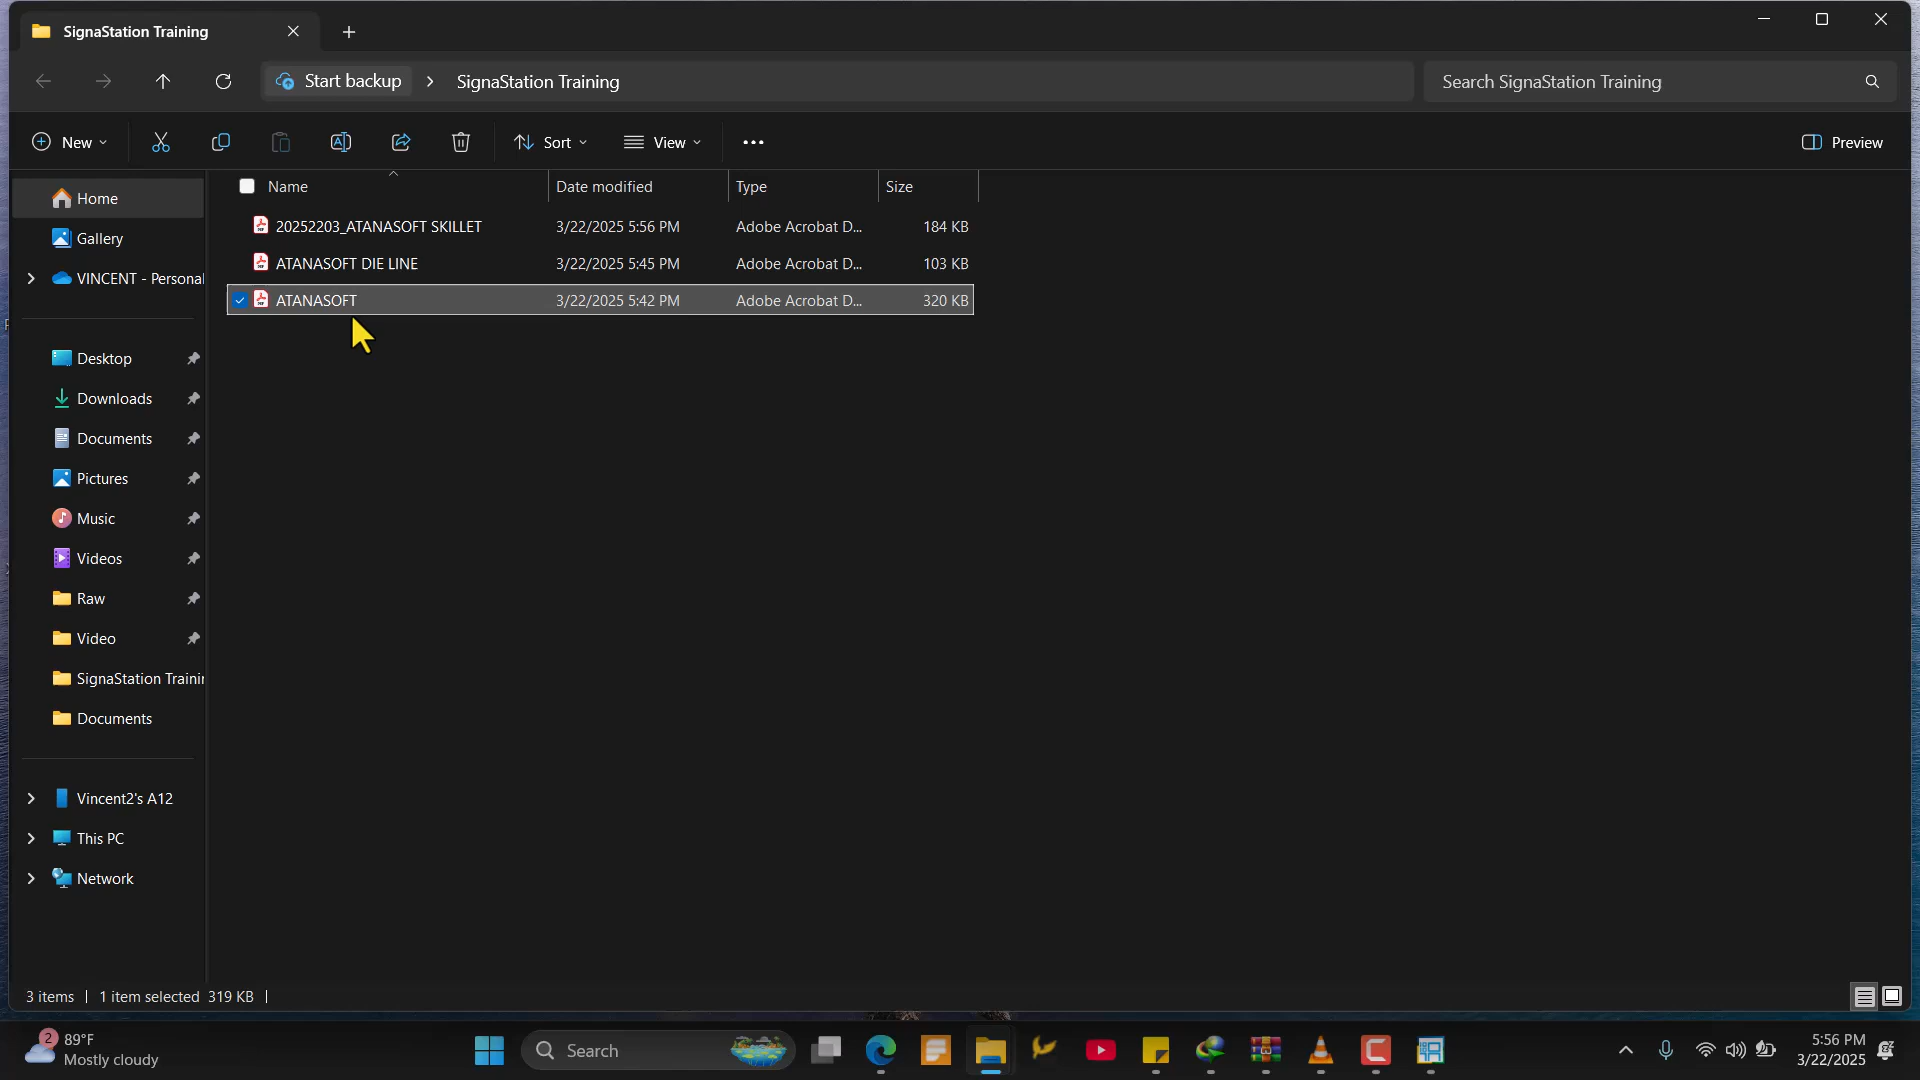 SignaStation Training
Start backup
SignaStation Training
Search SignaStation Training
New
Sort
View
Preview
Name
Date modified
Type
Size
20252203_ATANASOFT SKILLET
3/22/2025 5:56 PM
Adobe Acrobat D...
184 KB
ATANASOFT DIE LINE
3/22/2025 5:45 PM
Adobe Acrobat D...
103 KB
ATANASOFT
3/22/2025 5:42 PM
Adobe Acrobat D...
320 KB
Home
Gallery
VINCENT - Personal
Desktop
Downloads
Documents
Pictures
Music
Videos
Raw
Video
SignaStation Trainin
Documents
Vincent2's A12
This PC
Network
3 items
1 item selected 319 KB
2
89°F
Mostly cloudy
Search
5:56 PM
3/22/2025